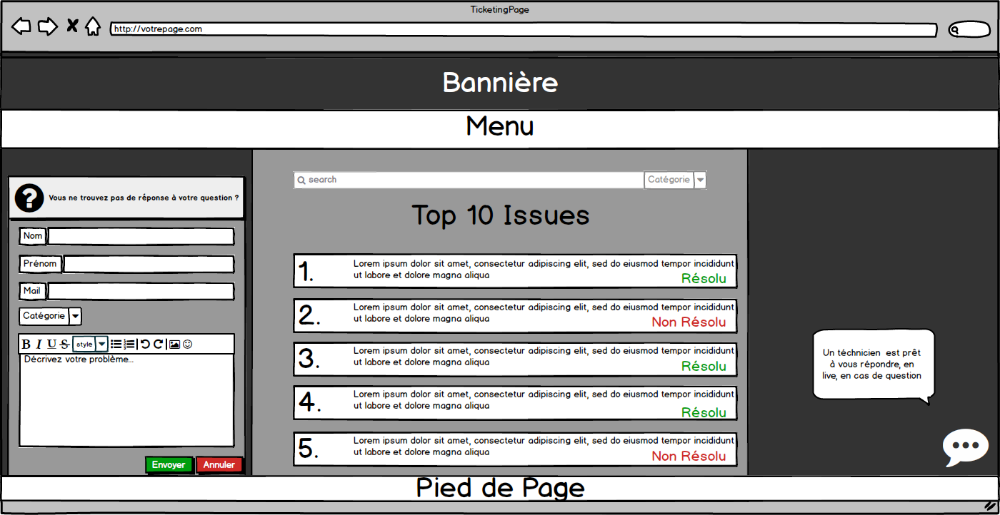 TicketingPage
http://votrepage.com
Bannière
Menu
Vous ne trouvez pas de réponse à votre question ?
Nom
Prénom
Mail
Catégorie
B I U S style
Décrivez votre problème...
Envoyer Annuler
search Catégorie
Top 10 Issues
1. Lorem ipsum dolor sit amet, consectetur adipiscing elit, sed do eiusmod tempor incididunt
ut labore et dolore magna aliqua
Résolu
2. Lorem ipsum dolor sit amet, consectetur adipiscing elit, sed do eiusmod tempor incididunt
ut labore et dolore magna aliqua
Non Résolu
3. Lorem ipsum dolor sit amet, consectetur adipiscing elit, sed do eiusmod tempor incididunt
ut labore et dolore magna aliqua
Résolu
4. Lorem ipsum dolor sit amet, consectetur adipiscing elit, sed do eiusmod tempor incididunt
ut labore et dolore magna aliqua
Résolu
5. Lorem ipsum dolor sit amet, consectetur adipiscing elit, sed do eiusmod tempor incididunt
ut labore et dolore magna aliqua
Non Résolu
Un téchnicien est prêt
à vous répondre, en
live, en cas de question
Pied de Page